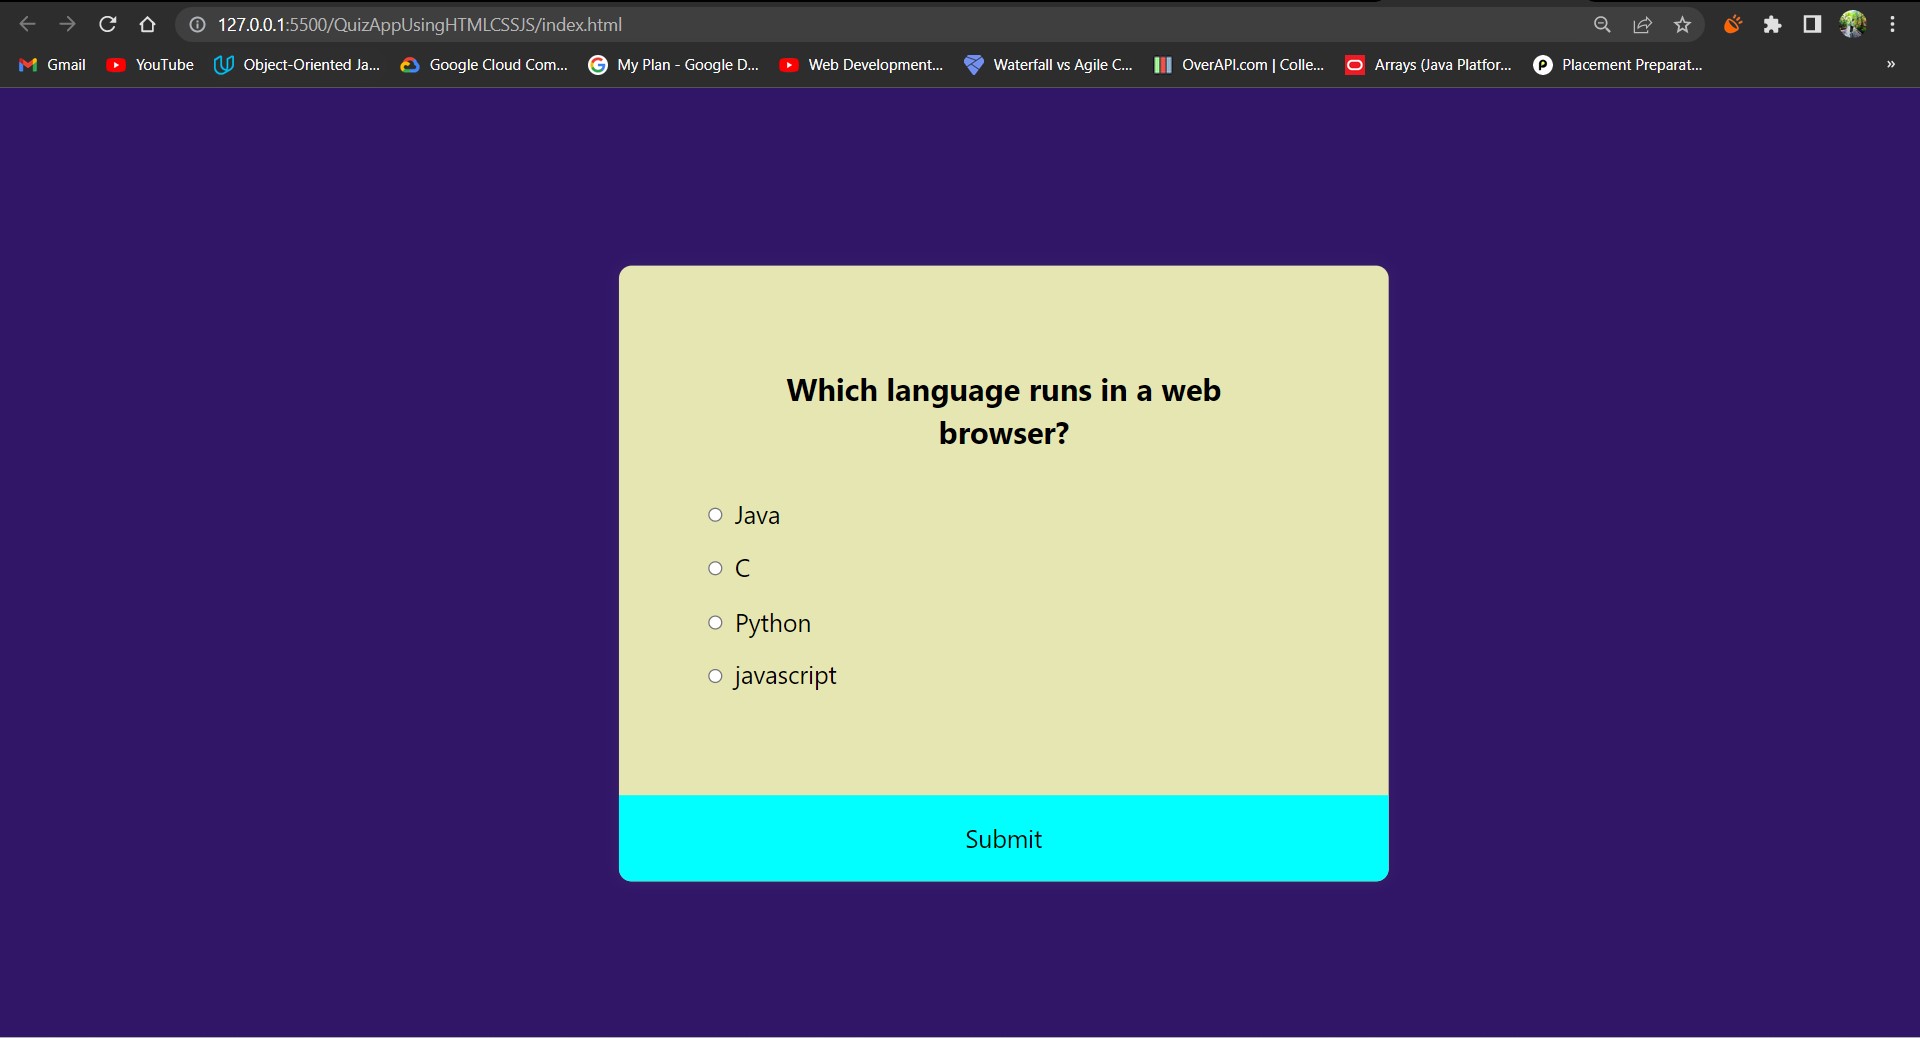 127.0.0.1:5500/QuizAppUsingHTMLCSSJS/index.html
Gmail YouTube Object-Oriented Ja... Google Cloud Com... My Plan - Google D... Web Development... Waterfall vs Agile C... OverAPI.com | Colle... Arrays (Java Platfor... Placement Preparat... »
Which language runs in a web
browser?
Java
C
Python
javascript
Submit